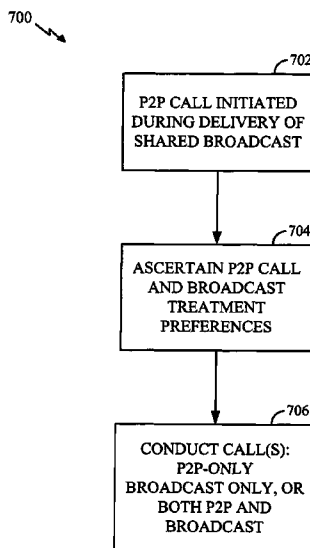 700
702
P2P CALL INITIATED
DURING DELIVERY OF
SHARED BROADCAST
704
ASCERTAIN P2P CALL
AND BROADCAST
TREATMENT
PREFERENCES
706
CONDUCT CALL(S):
P2P-ONLY
BROADCAST ONLY, OR
BOTH P2P AND
BROADCAST